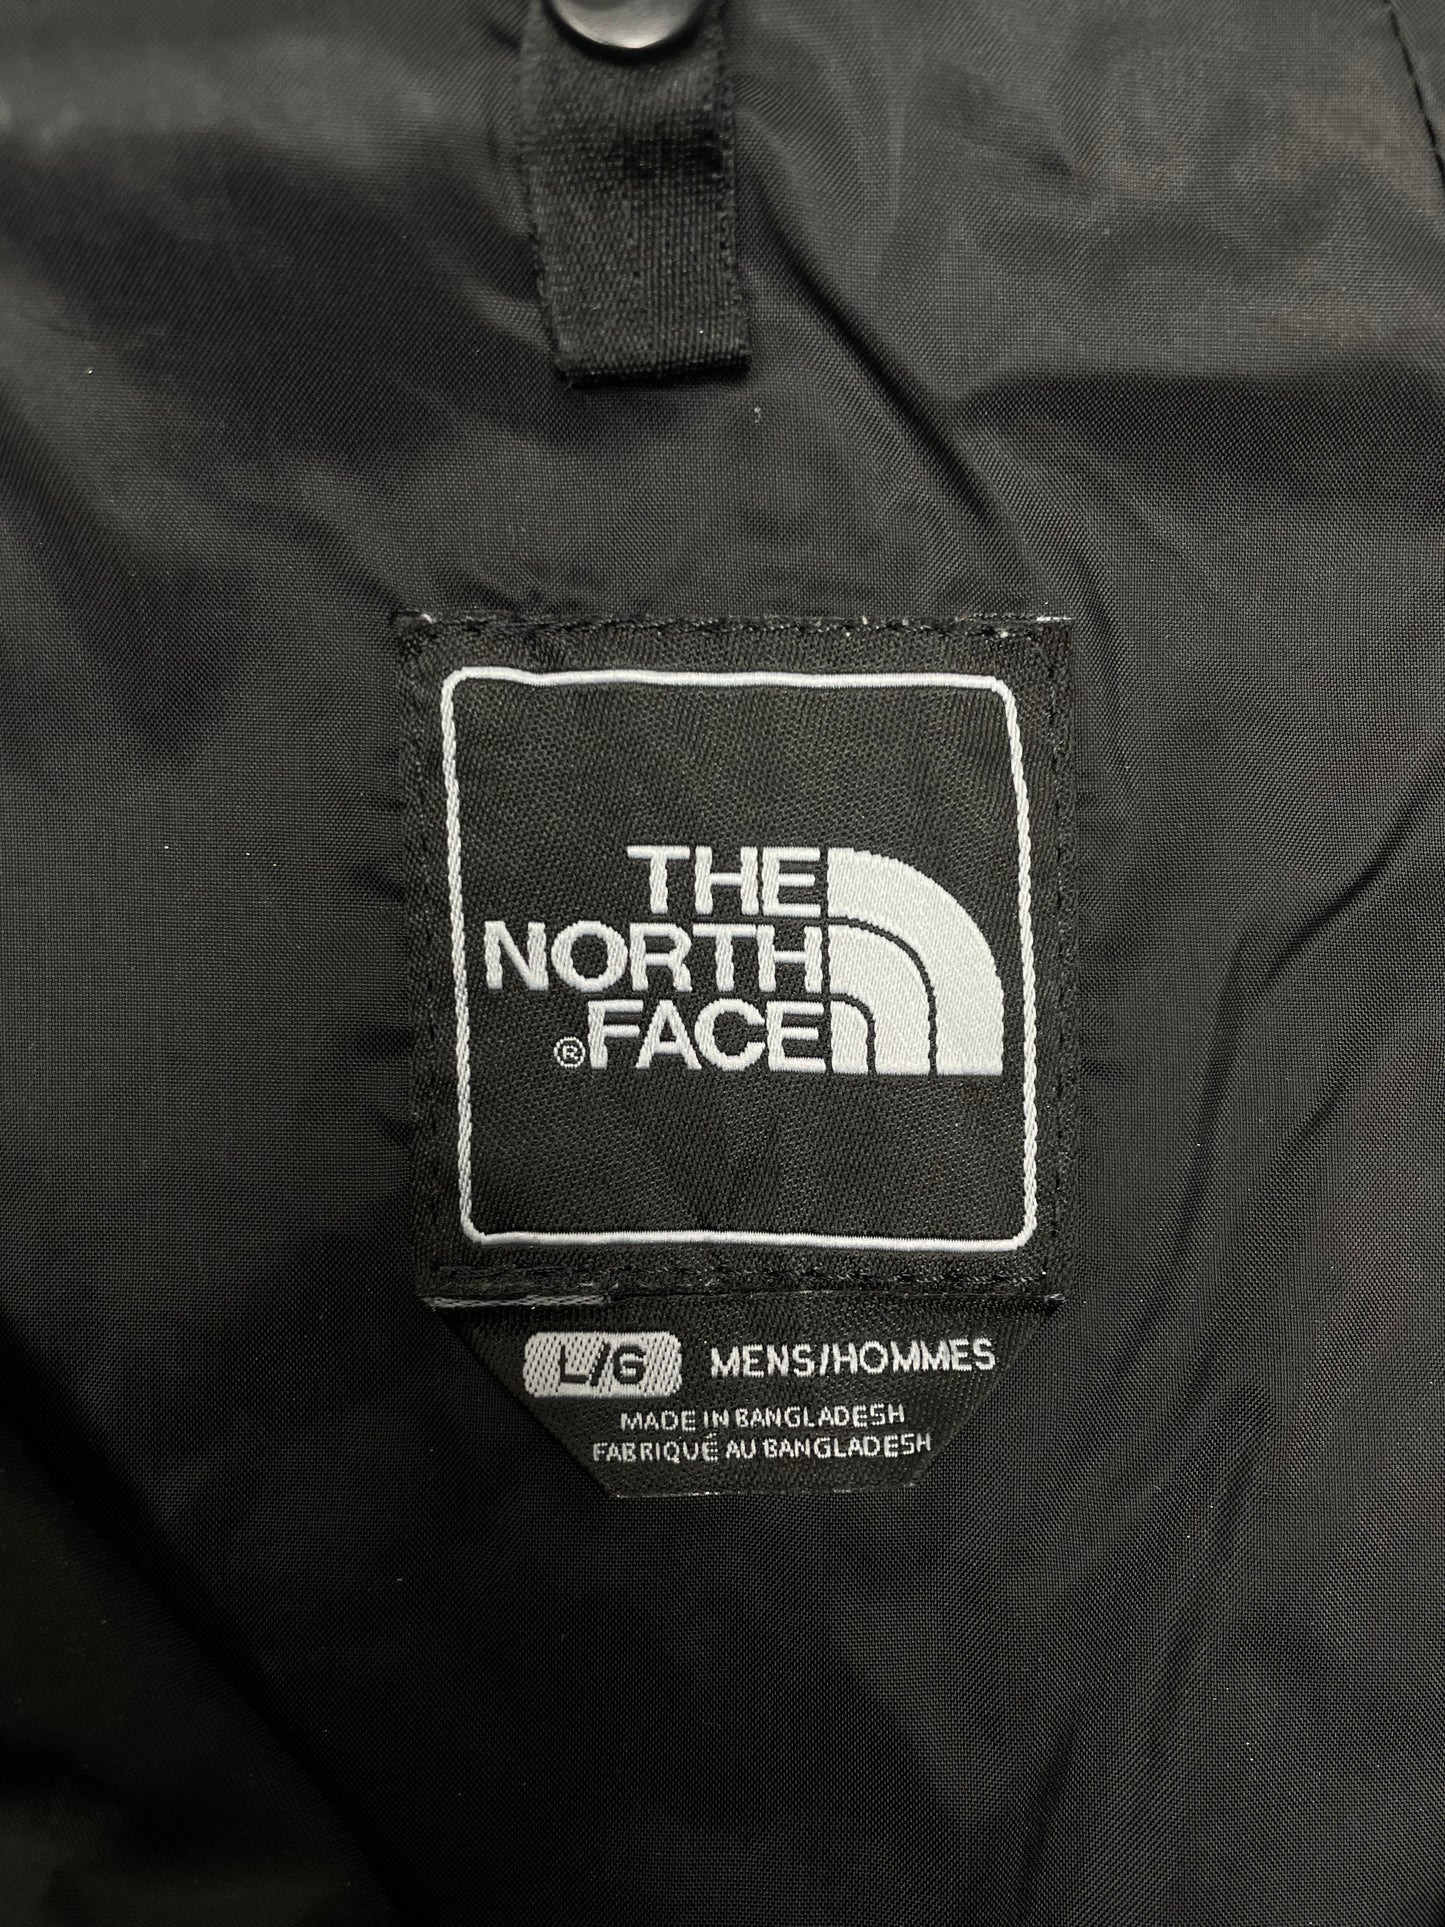 THE
NORTH
®FACE
L/G MENS/HOMMES
MADE IN BANGLADESH
FABRIQUÉ AU BANGLADESH